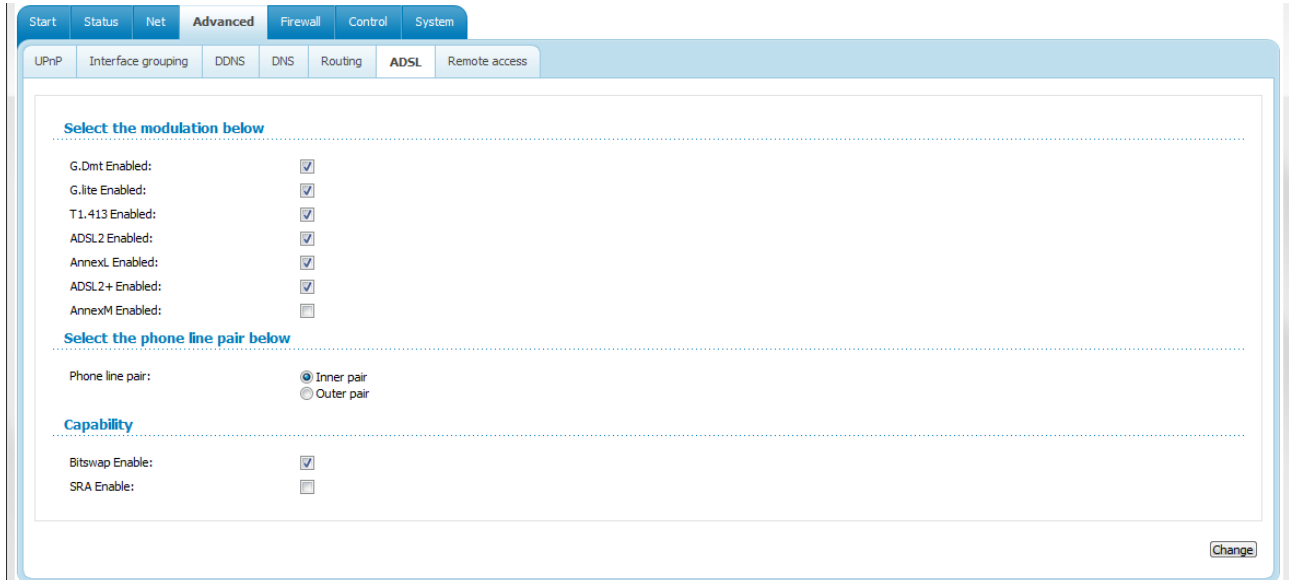 Start Status Net Advanced Firewall Control System
UPnP Interface grouping DDNS DNS Routing ADSL Remote access
Select the modulation below
G.Dmt Enabled:
G.lite Enabled:
T1.413 Enabled:
ADSL2 Enabled:
AnnexL Enabled:
ADSL2+ Enabled:
AnnexM Enabled:
Select the phone line pair below
Phone line pair: Inner pair
Outer pair
Capability
Bitswap Enable:
SRA Enable:
Change